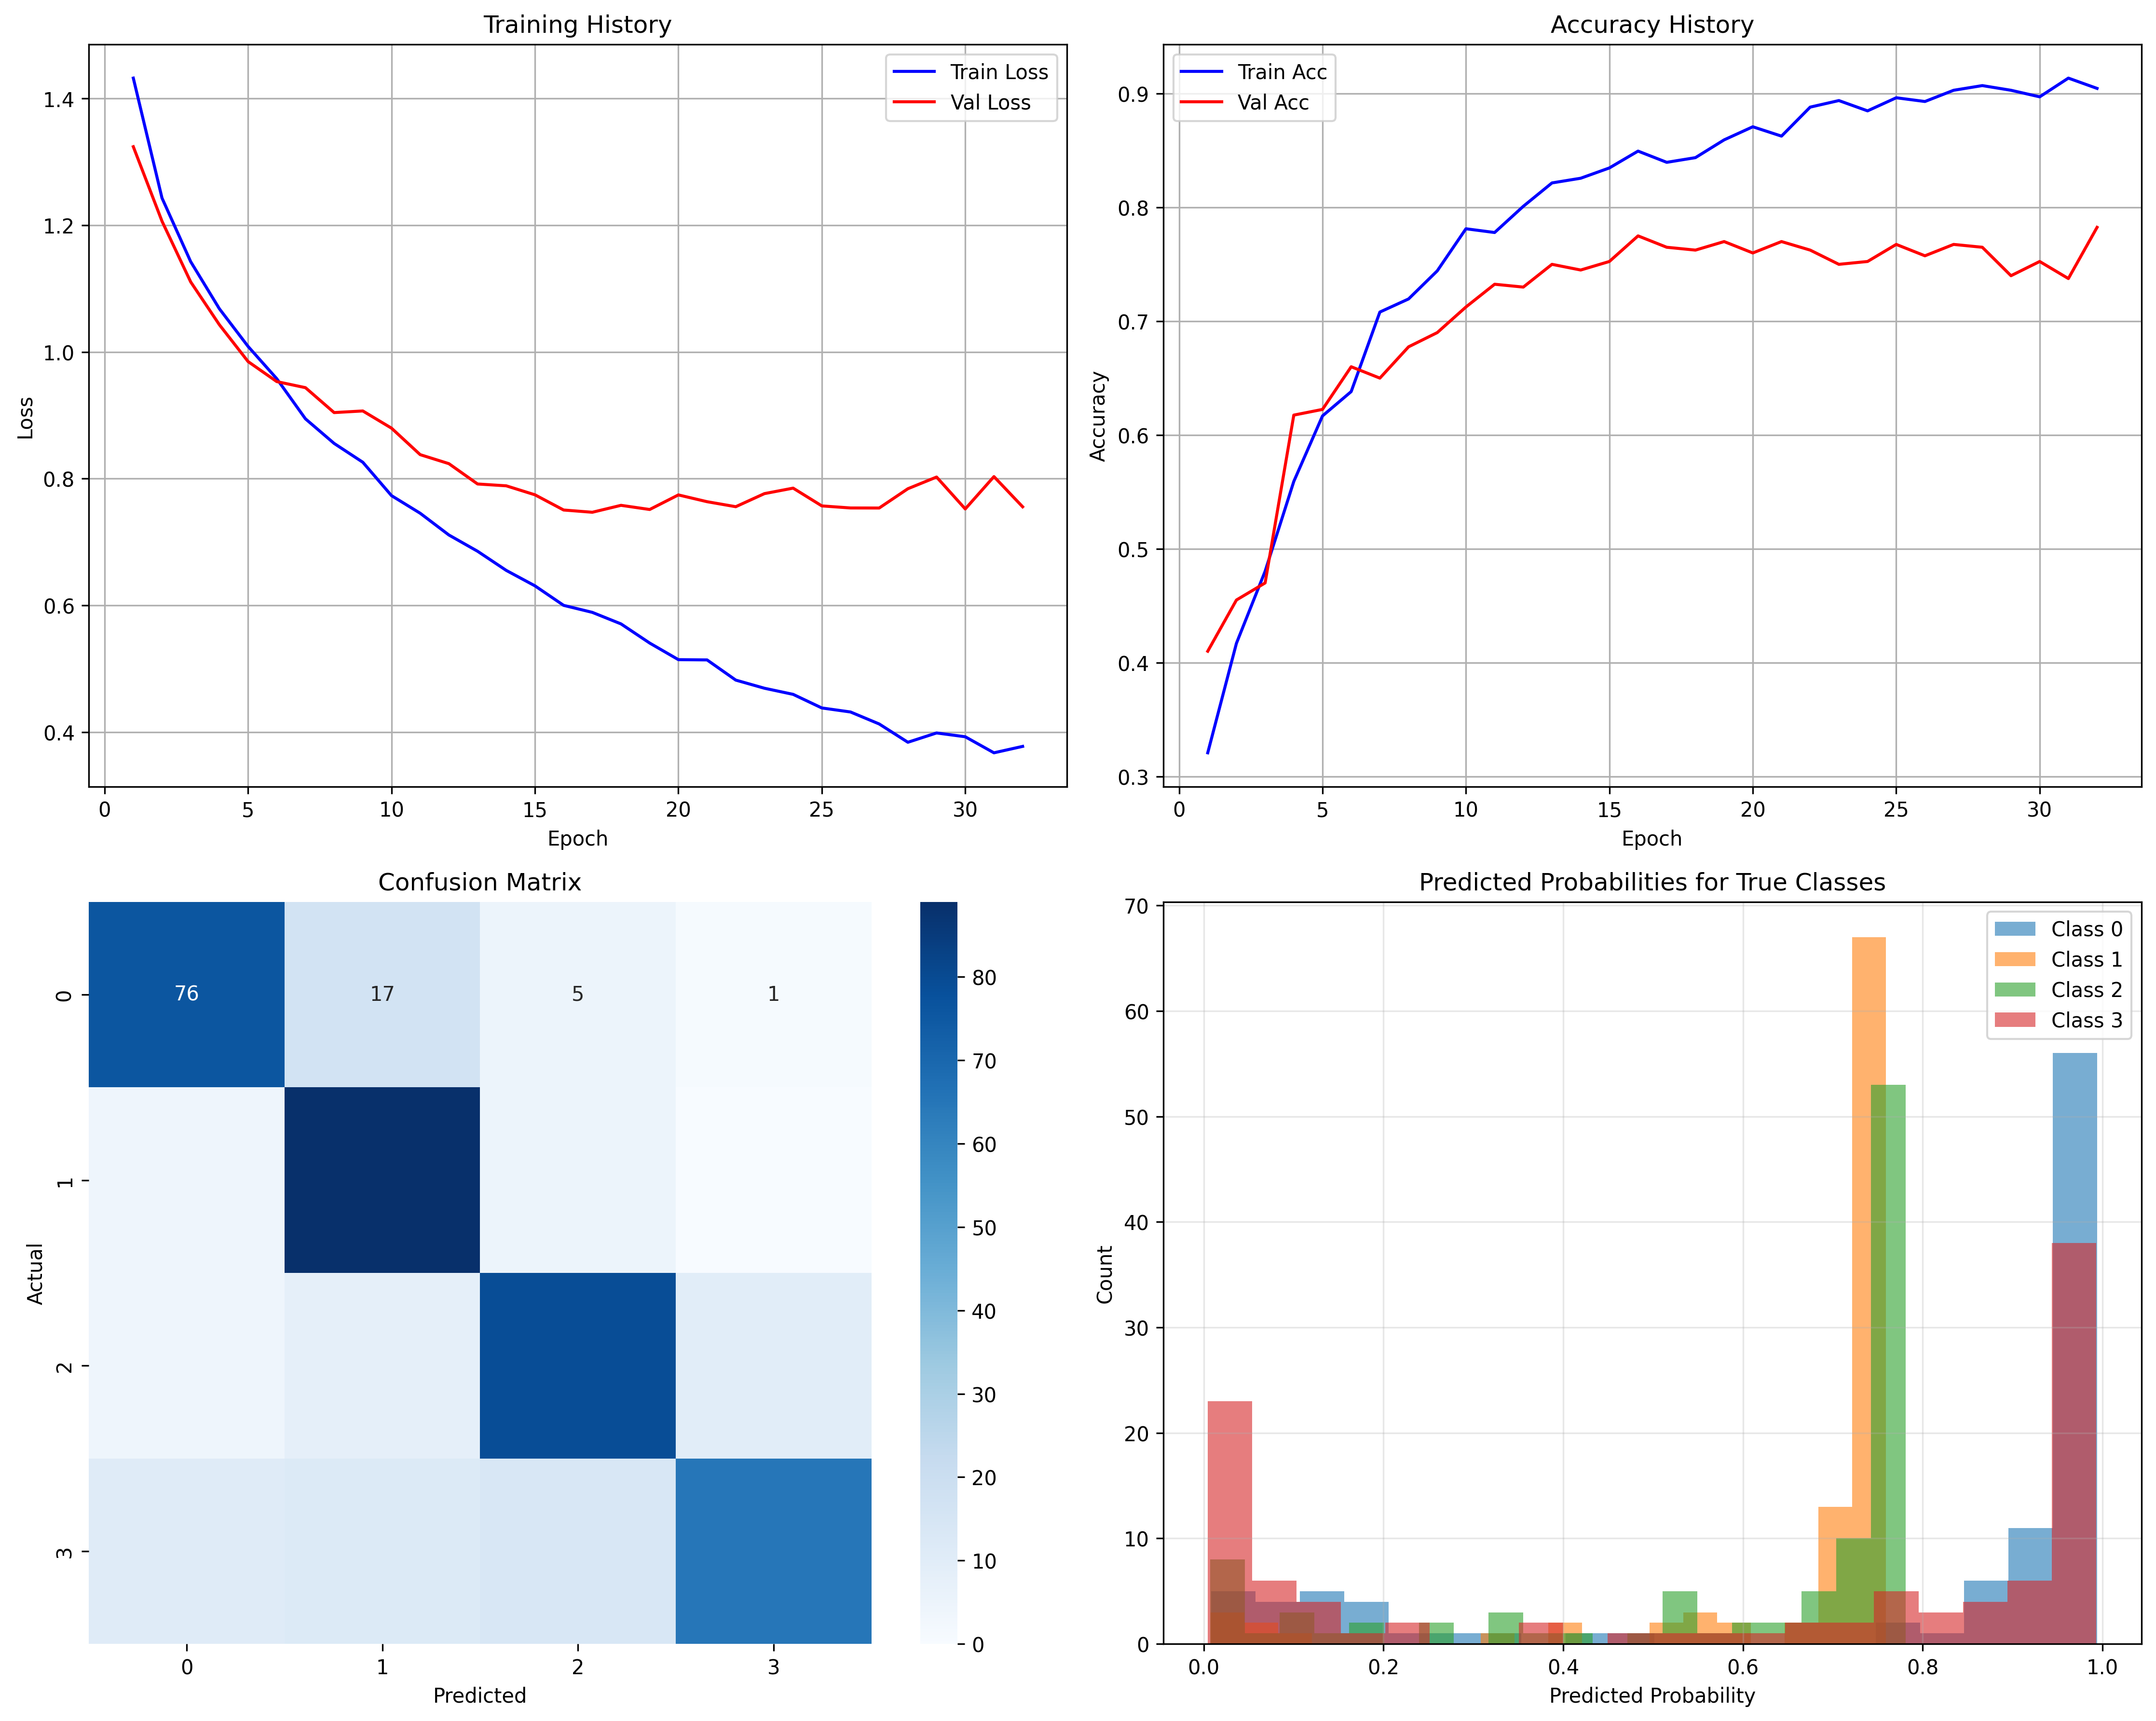 Training History
Train Loss
Val Loss
1.4
1.2
1.0
0.8
0.6
0.4
Loss
0 5 10 15 20 25 30
Epoch
Accuracy History
Train Acc
Val Acc
0.9
0.8
0.7
0.6
0.5
0.4
0.3
Accuracy
0 5 10 15 20 25 30
Epoch
Confusion Matrix
76 17 5 1
0
1
2
3
Actual
0 1 2 3
Predicted
80
70
60
50
40
30
20
10
0
Predicted Probabilities for True Classes
Class 0
Class 1
Class 2
Class 3
70
60
50
40
30
20
10
0
Count
0.0 0.2 0.4 0.6 0.8 1.0
Predicted Probability